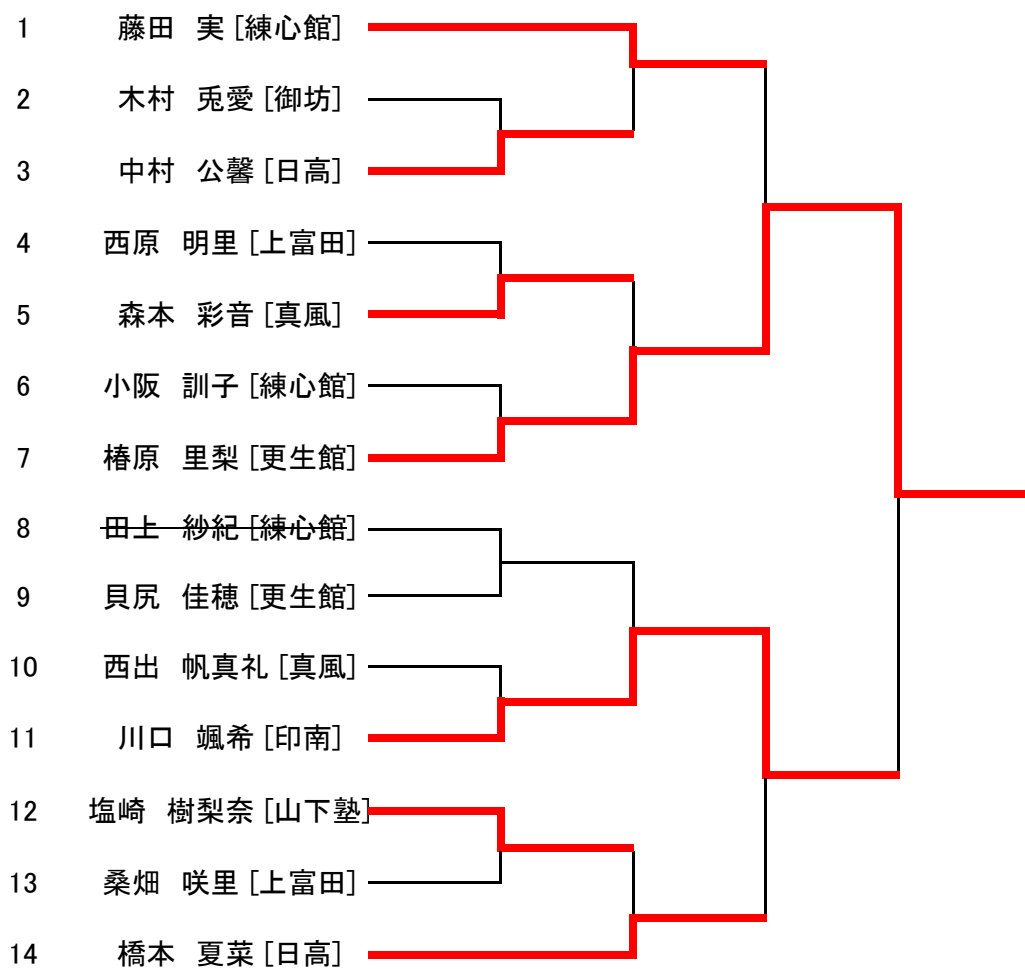 1 藤田 実 [練心館]
2 木村 兎愛 [御坊]
3 中村 公馨 [日高]
4 西原 明里 [上富田]
5 森本 彩音 [真風]
6 小阪 訓子 [練心館]
7 椿原 里梨 [更生館]
8 田上 紗紀 [練心館]
9 貝尻 佳穂 [更生館]
10 西出 帆真礼 [真風]
11 川口 颯希 [印南]
12 塩崎 樹梨奈 [山下塾]
13 桑畑 咲里 [上富田]
14 橋本 夏菜 [日高]